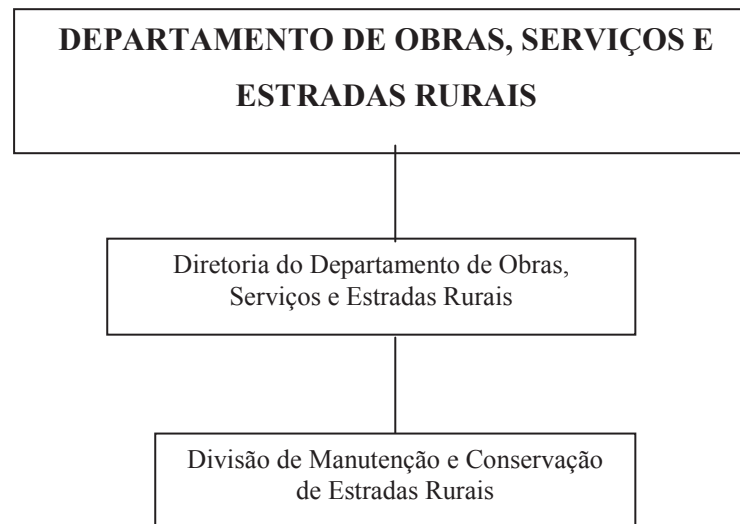 DEPARTAMENTO DE OBRAS, SERVIÇOS E
ESTRADAS RURAIS
Diretoria do Departamento de Obras,
Serviços e Estradas Rurais
Divisão de Manutenção e Conservação
de Estradas Rurais